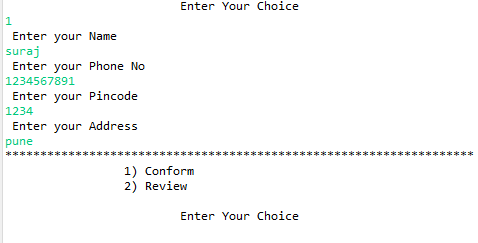 Enter Your Choice
1
Enter your Name
suraj
Enter your Phone No
1234567891
Enter your Pincode
1234
Enter your Address
pune
*******************************************************************
1) Conform
2) Review
Enter Your Choice